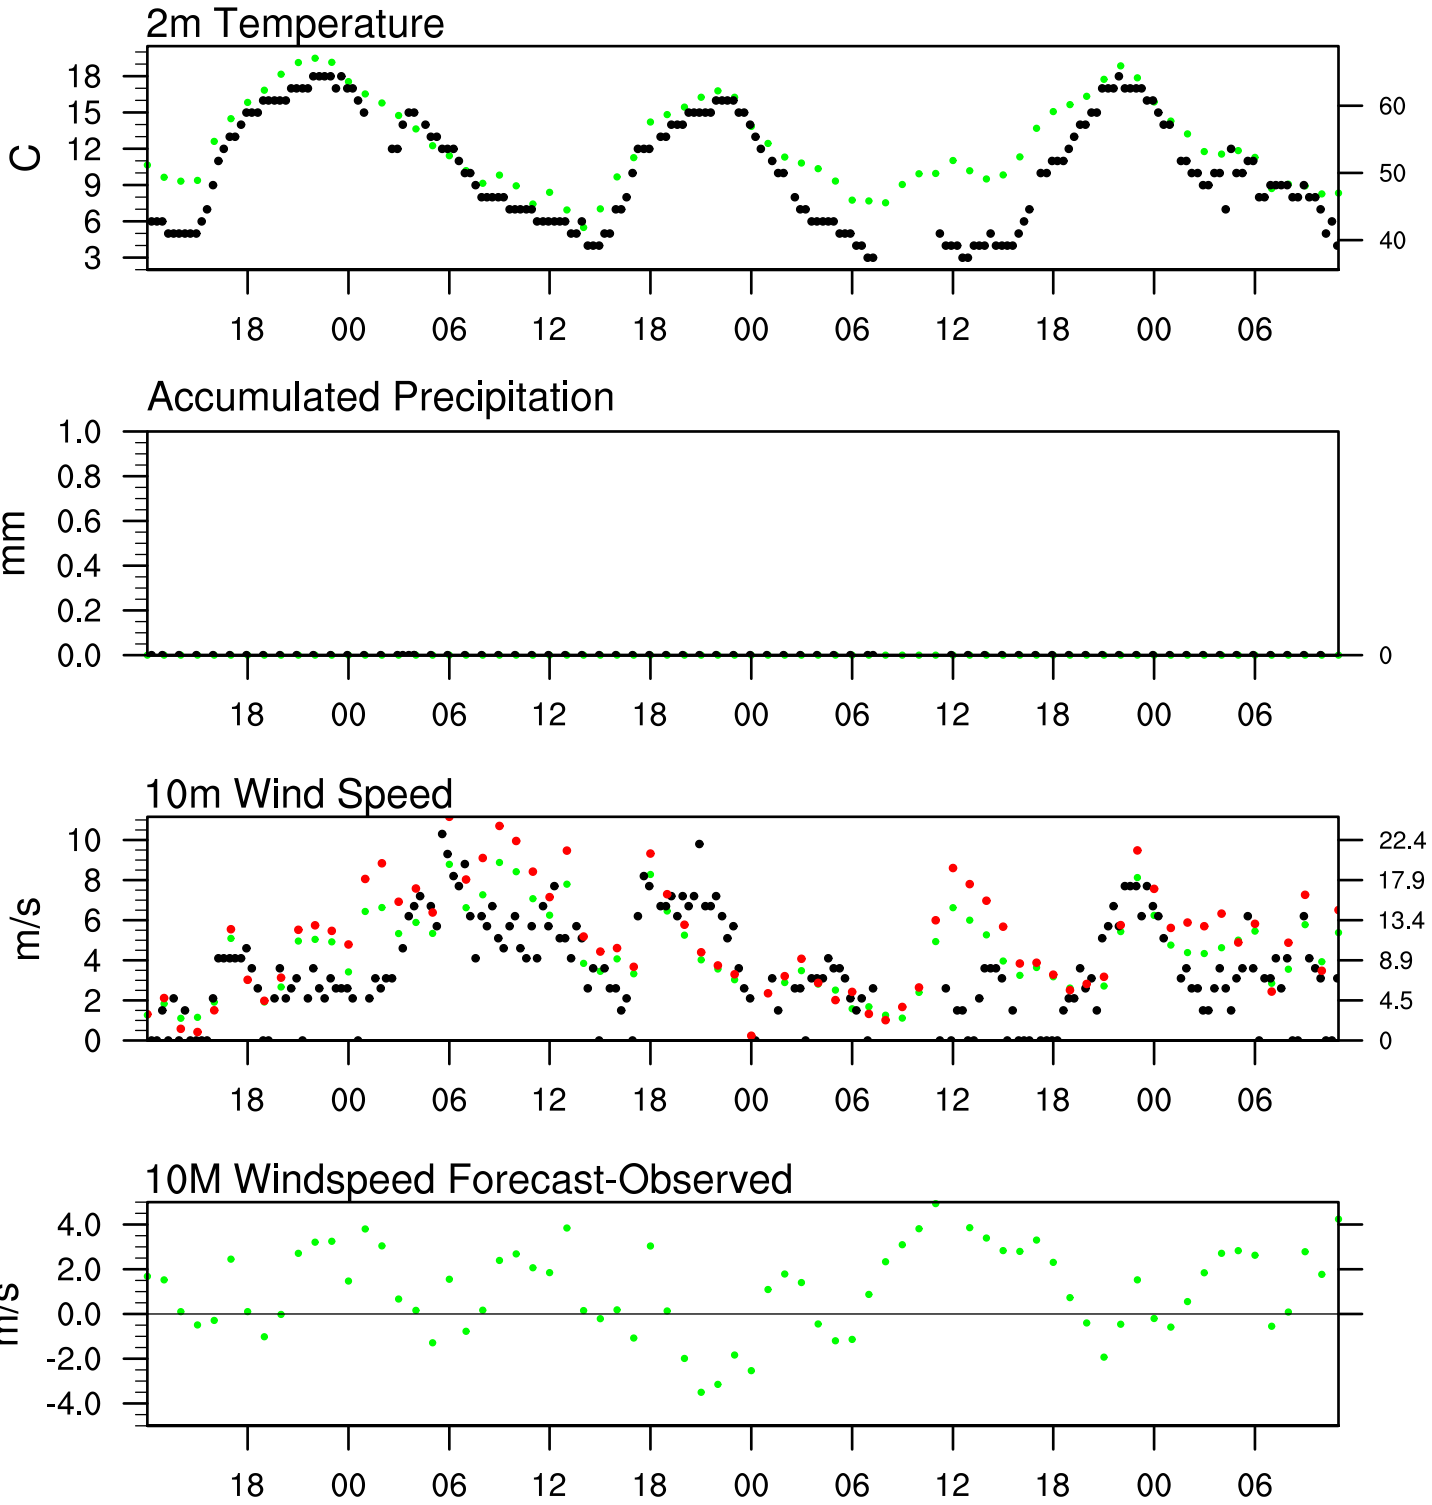 2m Temperature
18
15
12
9
6
3
C
60
50
40
18 00 06 12 18 00 06 12 18 00 06
Accumulated Precipitation
1.0
0.8
0.6
0.4
0.2
0.0
mm
0
18 00 06 12 18 00 06 12 18 00 06
10m Wind Speed
10
8
6
4
2
0
m/s
22.4
17.9
13.4
8.9
4.5
0
18 00 06 12 18 00 06 12 18 00 06
10M Windspeed Forecast-Observed
4.0
2.0
0.0
-2.0
-4.0
m/s
18 00 06 12 18 00 06 12 18 00 06